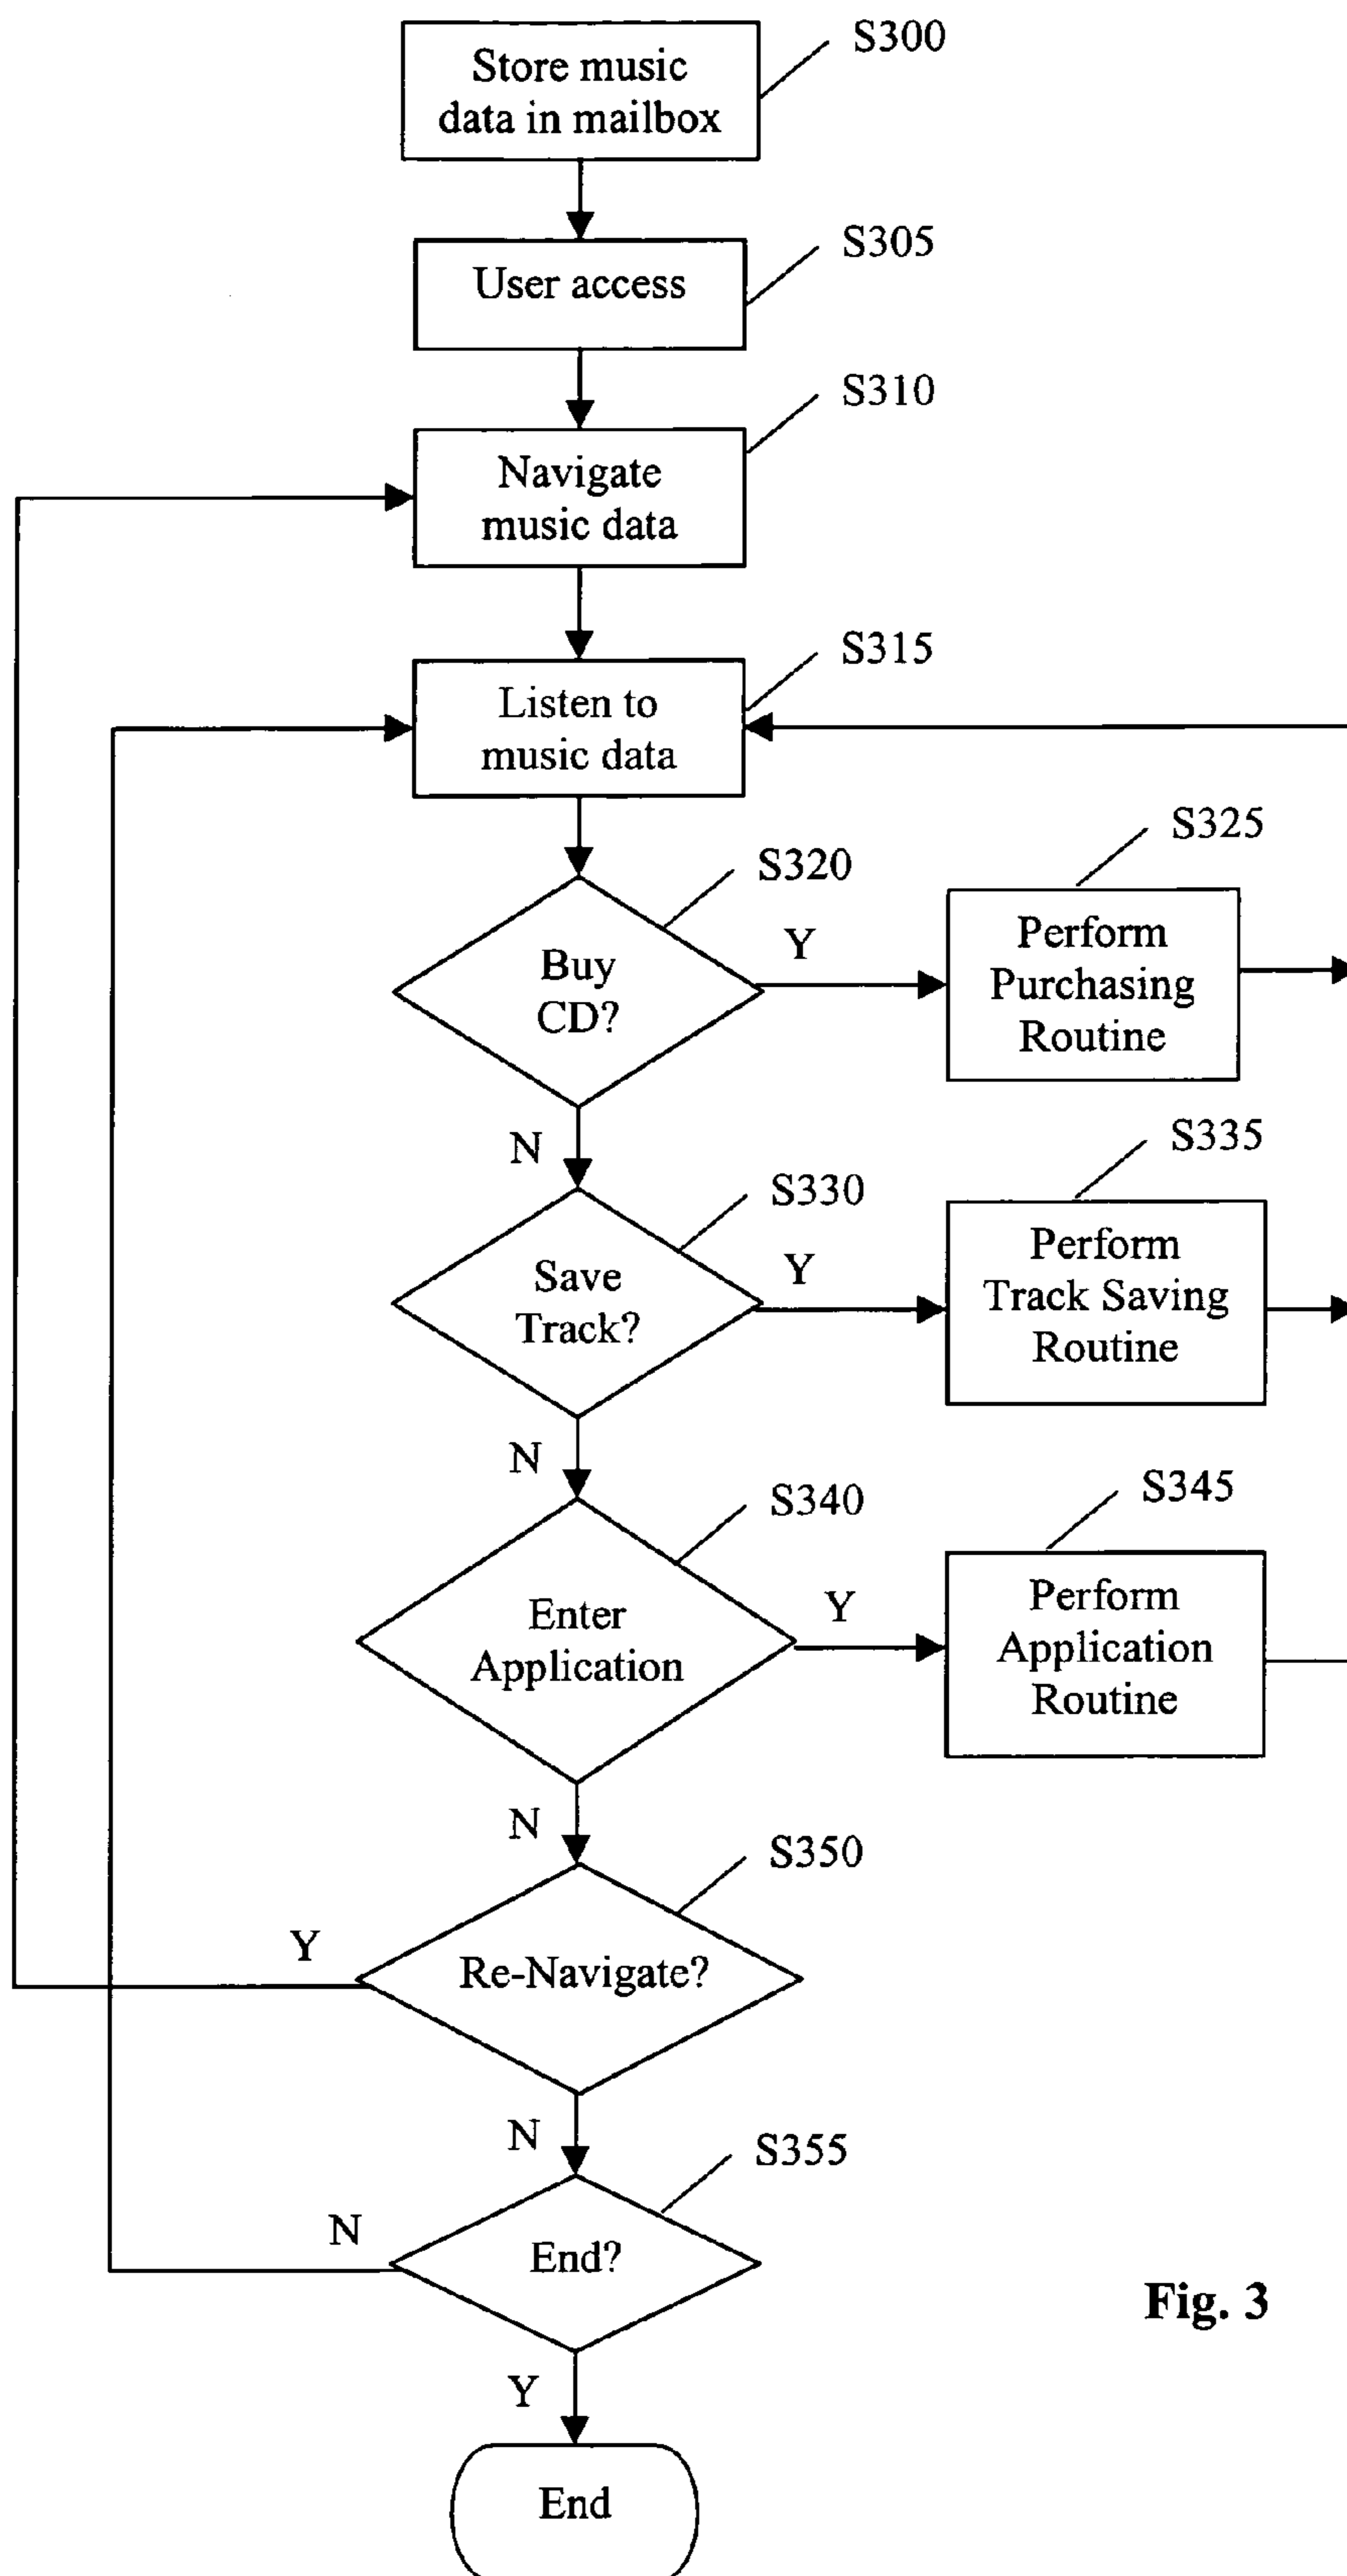 S300
Store music
data in mailbox
S305
User access
S310
Navigate
music data
S315
Listen to
music data
S320
Buy
CD?
Y
S325
Perform
Purchasing
Routine
N
S330
Save
Track?
Y
S335
Perform
Track Saving
Routine
N
S340
Enter
Application
Y
S345
Perform
Application
Routine
N
S350
Re-Navigate?
Y
N
S355
End?
N
Y
End
Fig. 3